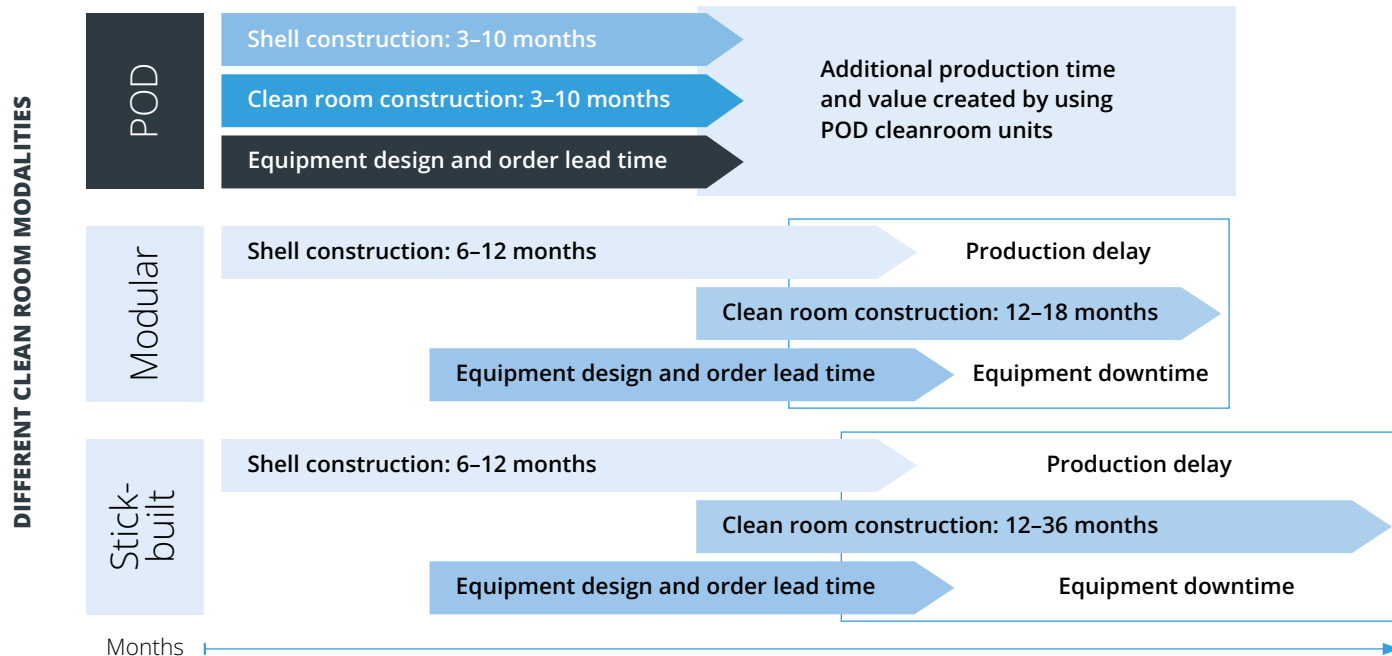 DIFFERENT CLEAN ROOM MODALITIES
POD
Shell construction: 3–10 months
Clean room construction: 3–10 months
Equipment design and order lead time
Additional production time
and value created by using
POD cleanroom units
Modular
Shell construction: 6–12 months
Production delay
Clean room construction: 12–18 months
Equipment design and order lead time
Equipment downtime
Stick-
built
Shell construction: 6–12 months
Production delay
Clean room construction: 12–36 months
Equipment design and order lead time
Equipment downtime
Months